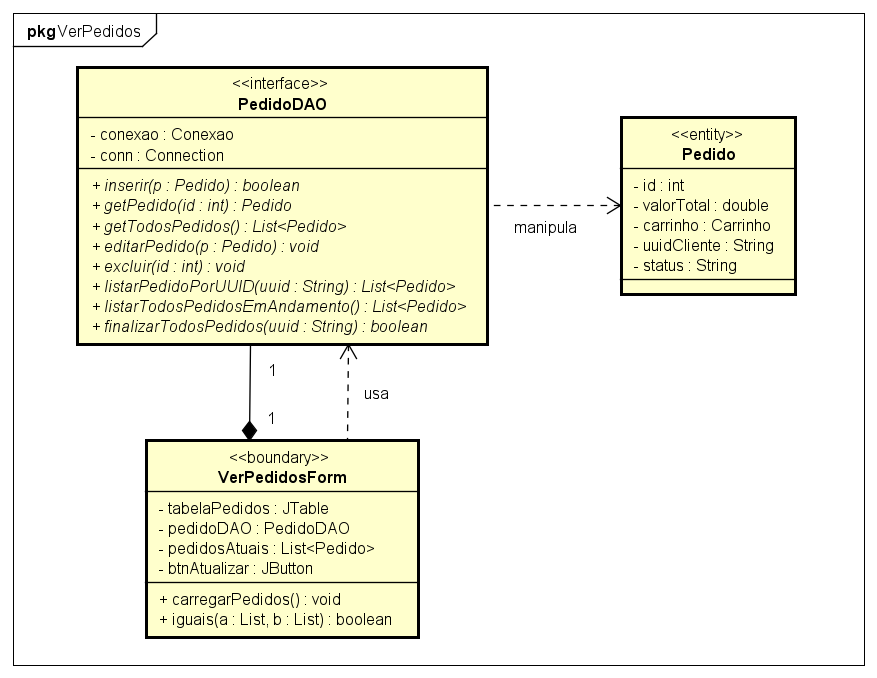 pkg VerPedidos
<<interface>>
PedidoDAO
- conexao : Conexao
- conn : Connection
+ inserir(p : Pedido) : boolean
+ getPedido(id : int) : Pedido
+ getTodosPedidos() : List<Pedido>
+ editarPedido(p : Pedido) : void
+ excluir(id : int) : void
+ listarPedidoPorUUID(uuid : String) : List<Pedido>
+ listarTodosPedidosEmAndamento() : List<Pedido>
+ finalizarTodosPedidos(uuid : String) : boolean
manipula
<<entity>>
Pedido
- id : int
- valorTotal : double
- carrinho : Carrinho
- uuidCliente : String
- status : String
1
usa
1
<<boundary>>
VerPedidosForm
- tabelaPedidos : JTable
- pedidoDAO : PedidoDAO
- pedidosAtuais : List<Pedido>
- btnAtualizar : JButton
+ carregarPedidos() : void
+ iguais(a : List, b : List) : boolean